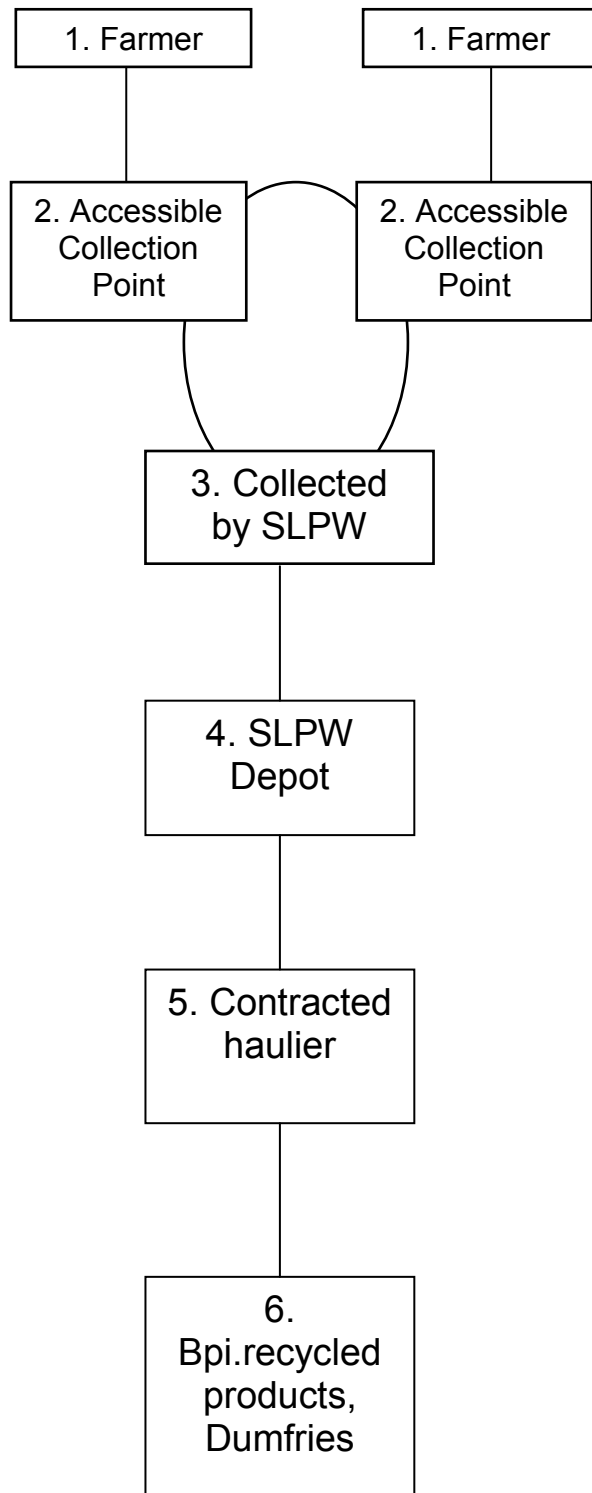 1. Farmer
1. Farmer
2. Accessible
Collection
Point
2. Accessible
Collection
Point
3. Collected
by SLPW
4. SLPW
Depot
5. Contracted
haulier
6.
Bpi.recycled
products,
Dumfries